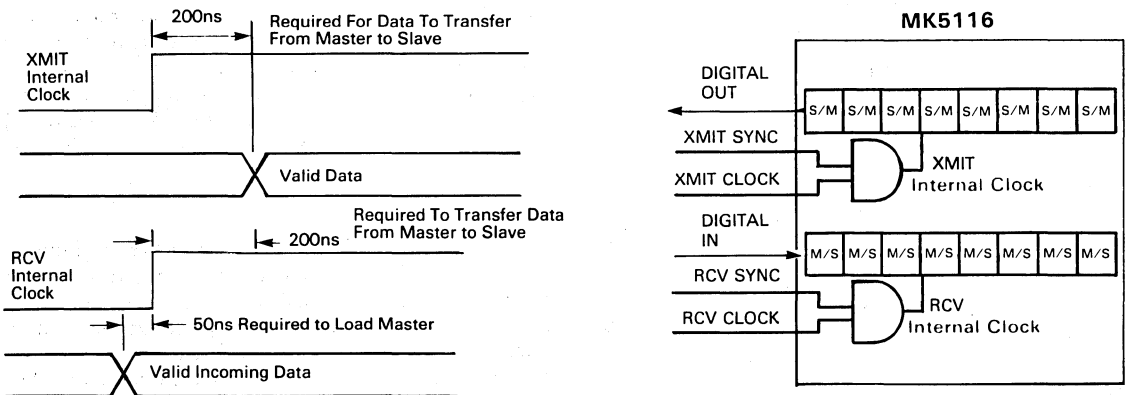 200ns
Required For Data To Transfer
From Master to Slave
XMIT
Internal
Clock
Valid Data
Required To Transfer Data
From Master to Slave
200ns
RCV
Internal
Clock
50ns Required to Load Master
Valid Incoming Data
MK5116
DIGITAL
OUT
S/M S/M S/M S/M S/M S/M S/M S/M
XMIT SYNC
XMIT CLOCK
XMIT
Internal Clock
DIGITAL
IN
M/S M/S M/S M/S M/S M/S M/S M/S
RCV SYNC
RCV CLOCK
RCV
Internal Clock